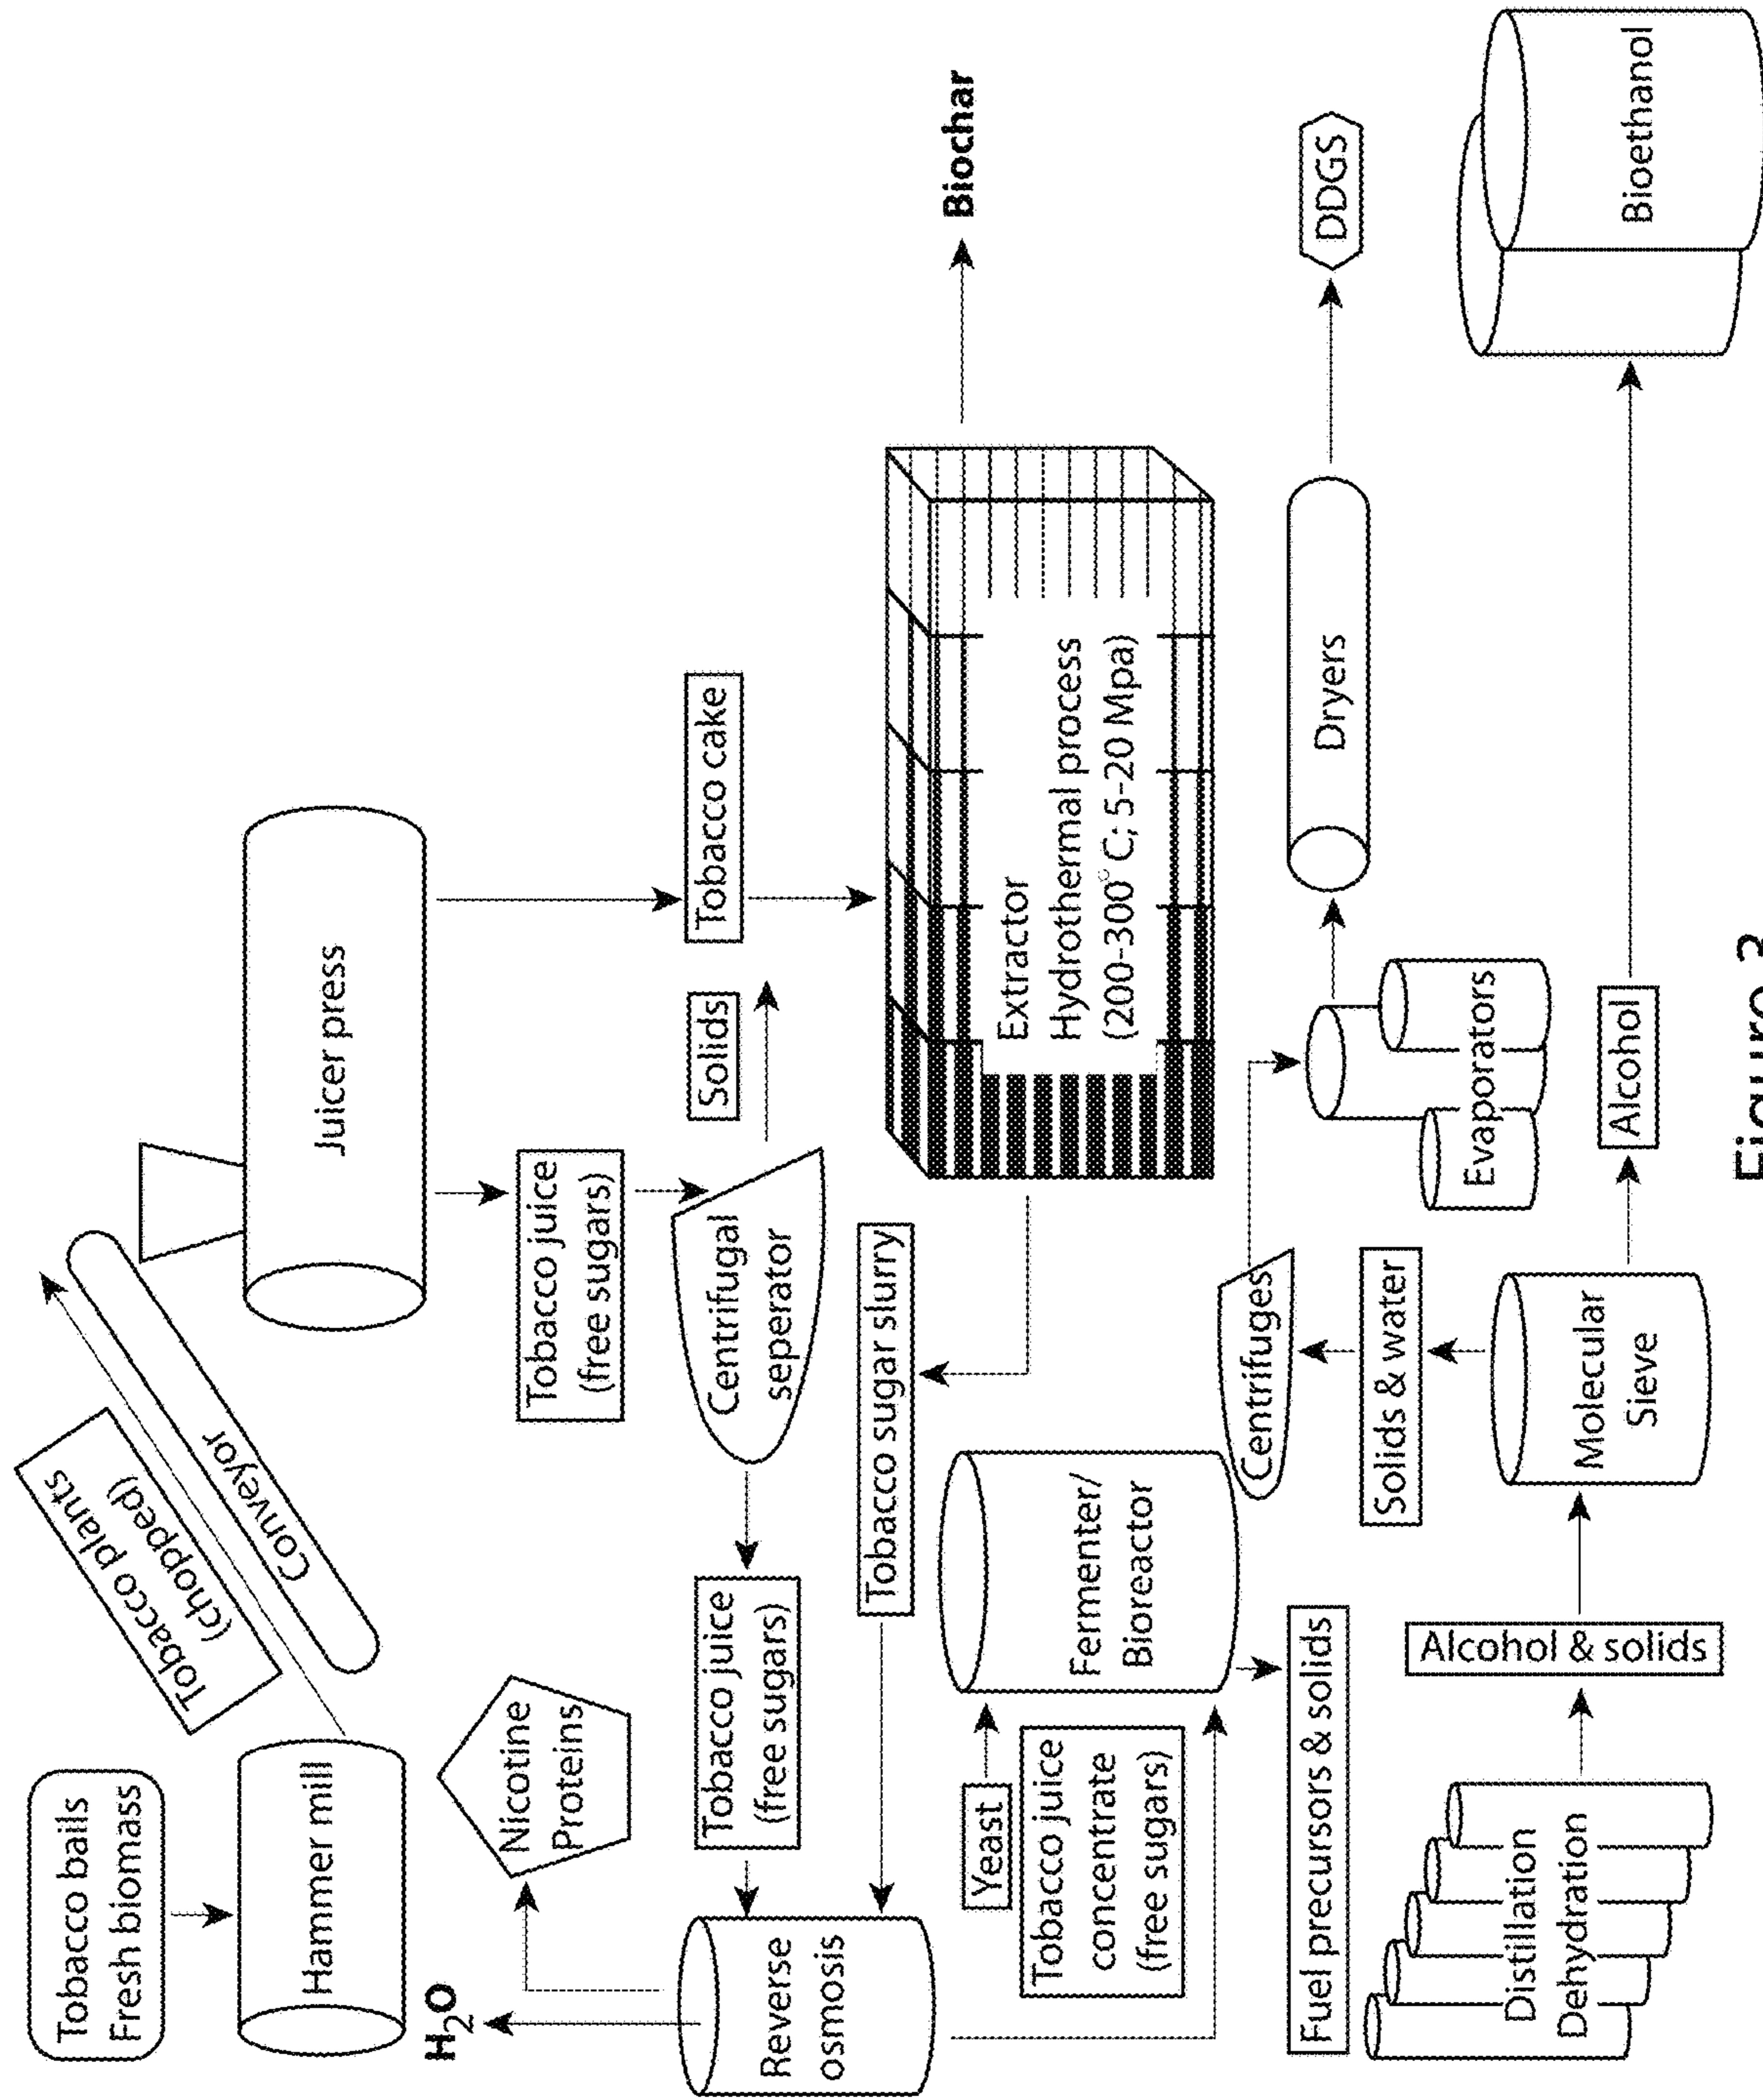 Tobacco bails
Fresh biomass
Hammer mill
Tobacco plants
(chopped)
Conveyor
Juicer press
H₂O
Nicotine
Proteins
Tobacco juice
(free sugars)
Centrifugal
seperator
Solids
Tobacco cake
Tobacco juice
(free sugars)
Reverse
osmosis
Tobacco sugar slurry
Extractor
Hydrothermal process
(200-300° C; 5-20 Mpa)
Biochar
Yeast
Tobacco juice
concentrate
(free sugars)
Fermenter/
Bioreactor
Fuel precursors & solids
Centrifuges
Solids & water
Evaporators
Dryers
DDGS
Distillation
Dehydration
Alcohol & solids
Molecular
Sieve
Alcohol
Bioethanol
Figure